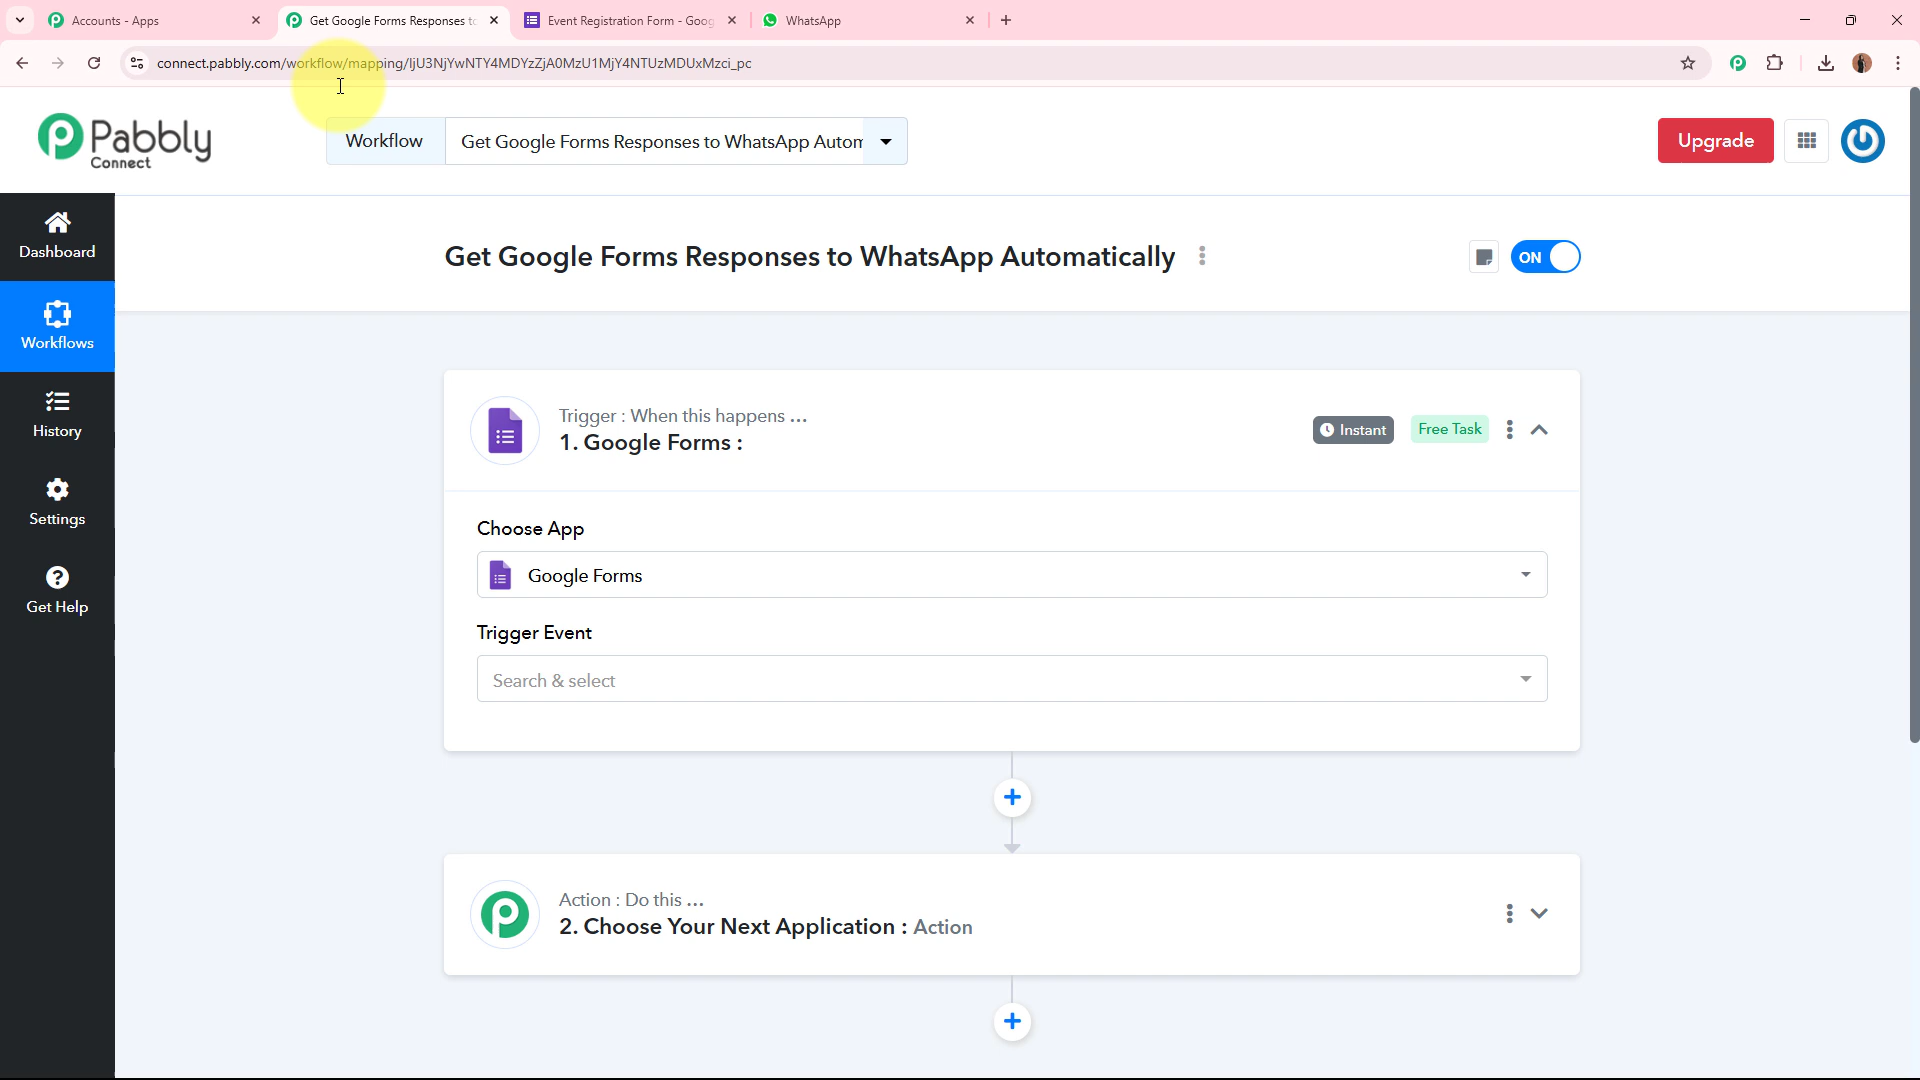 Accounts - Apps
Get Google Forms Responses to
Event Registration Form - Goog
WhatsApp
connect.pabbly.com/workflow/mapping/IjU3NjYwNTY4MDYzZjA0MzU1MjY4NTUzMDUxMzci_pc
Pabbly
Connect
Workflow
Get Google Forms Responses to WhatsApp Autom
Upgrade
Dashboard
Workflows
History
Settings
Get Help
Get Google Forms Responses to WhatsApp Automatically
ON
Trigger : When this happens ...
1. Google Forms :
Instant
Free Task
Choose App
Google Forms
Trigger Event
Search & select
Action : Do this ...
2. Choose Your Next Application : Action